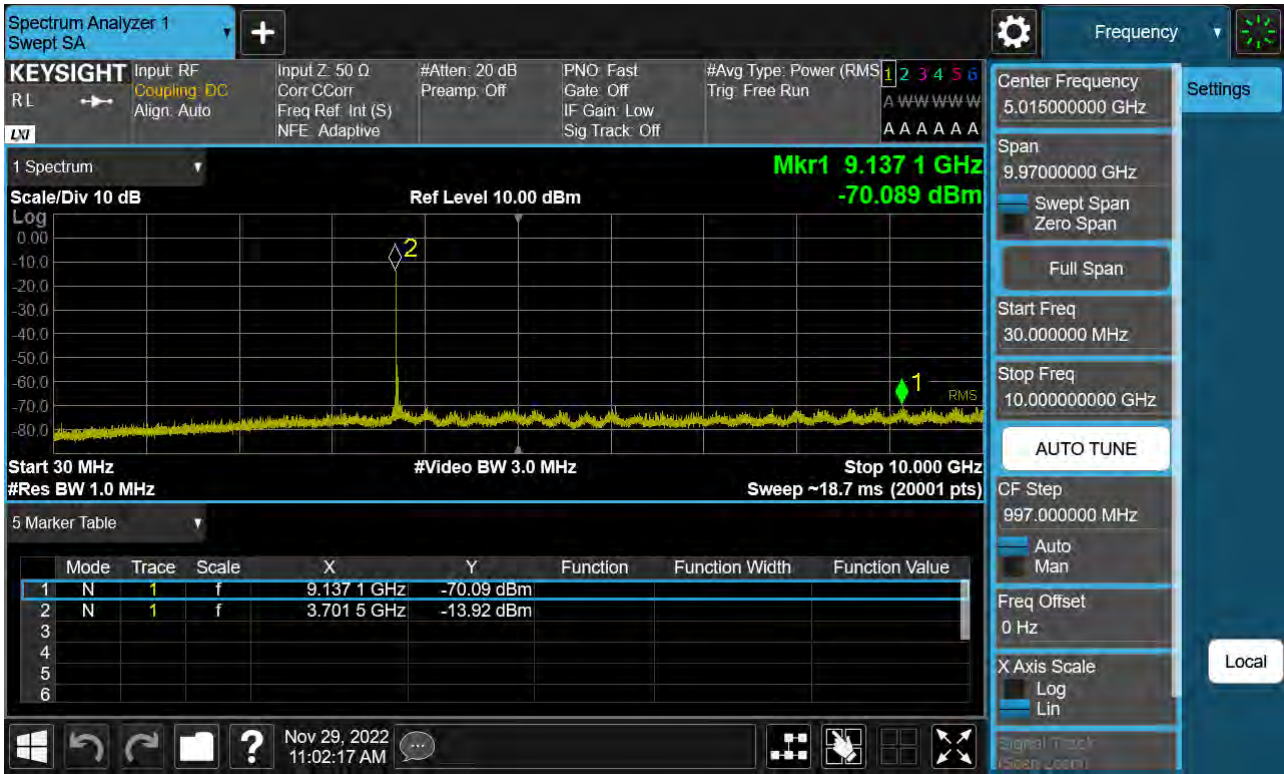 Spectrum Analyzer 1
Swept SA
Frequency
KEYSIGHT
RL
LXI
Input: RF
Coupling: DC
Align: Auto
Input Z: 50 Ω
Corr CCorr
Freq Ref: Int (S)
NFE: Adaptive
#Atten: 20 dB
Preamp: Off
PNO: Fast
Gate: Off
IF Gain: Low
Sig Track: Off
#Avg Type: Power (RMS
Trig: Free Run
1 2 3 4 5 6
A W W W W W
A A A A A A
1 Spectrum
Mkr1 9.137 1 GHz
Scale/Div 10 dB
Ref Level 10.00 dBm
-70.089 dBm
Log
0.00
-10.0
-20.0
-30.0
-40.0
-50.0
-60.0
-70.0
-80.0
2
1
RMS
Start 30 MHz
#Video BW 3.0 MHz
Stop 10.000 GHz
#Res BW 1.0 MHz
Sweep ~18.7 ms (20001 pts)
5 Marker Table
Mode Trace Scale X Y Function Function Width Function Value
1 N 1 f 9.137 1 GHz -70.09 dBm
2 N 1 f 3.701 5 GHz -13.92 dBm
3
4
5
6
Nov 29, 2022
11:02:17 AM
Center Frequency
5.015000000 GHz
Settings
Span
9.97000000 GHz
Swept Span
Zero Span
Full Span
Start Freq
30.000000 MHz
Stop Freq
10.000000000 GHz
AUTO TUNE
CF Step
997.000000 MHz
Auto
Man
Freq Offset
0 Hz
X Axis Scale
Log
Lin
Local
Signal Track
(Span Zoom)